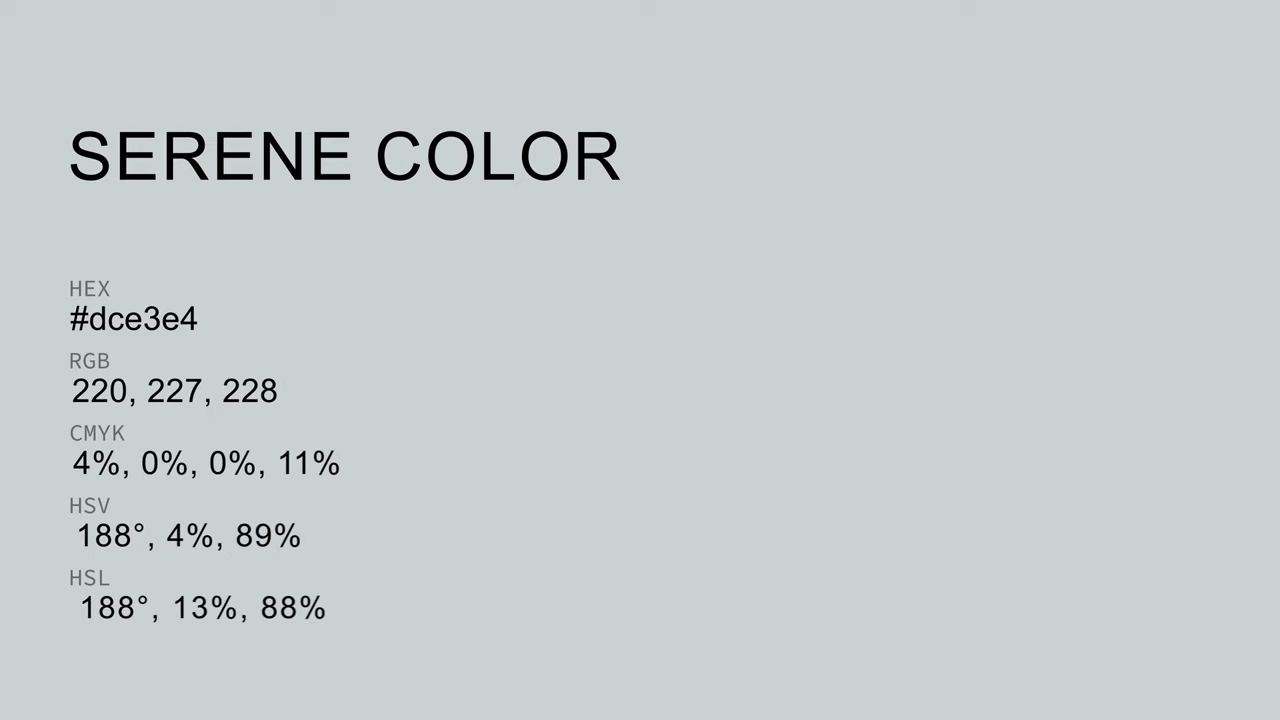 SERENE COLOR
HEX
#dce3e4
RGB
220, 227, 228
CMYK
4%, 0%, 0%, 11%
HSV
188°, 4%, 89%
HSL
188°, 13%, 88%